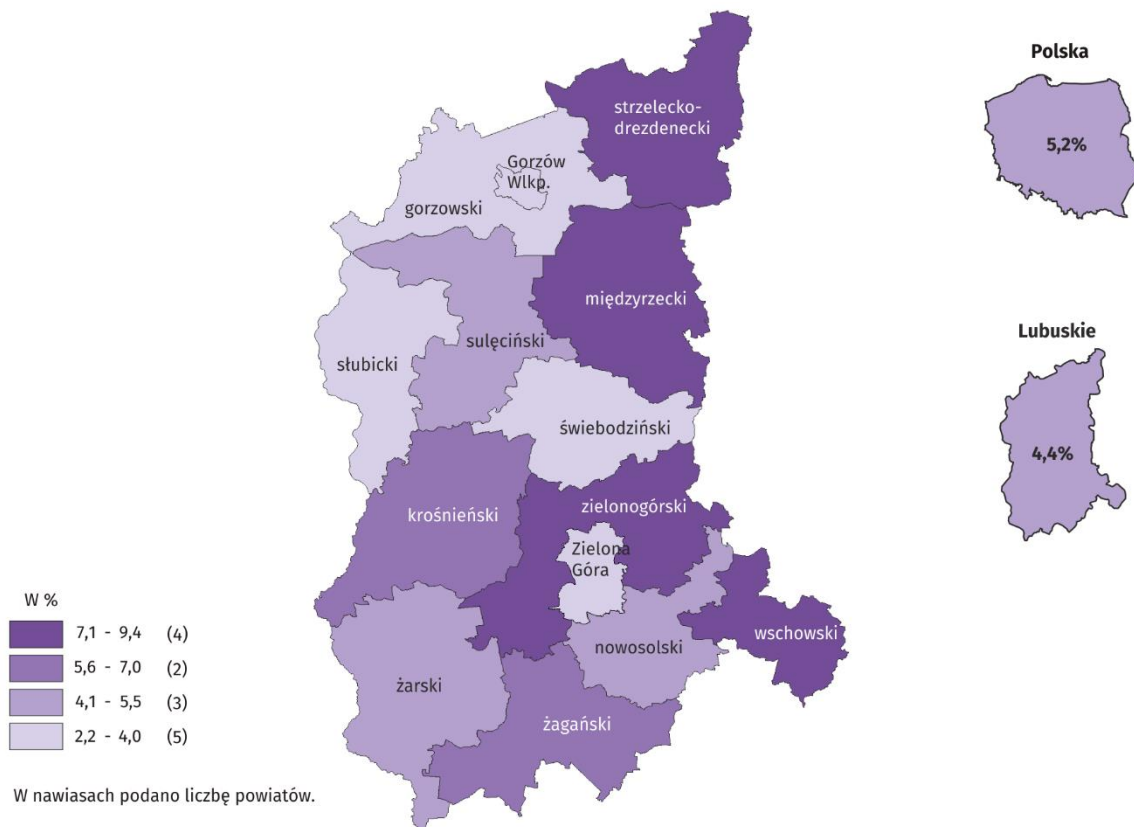 strzelecko-
drezdenecki
Gorzów
Wlkp.
gorzowski
międzyrzecki
sulęciński
słubicki
świebodziński
krośnieński
zielonogórski
Zielona
Góra
nowosolski
wschowski
żarski
żagański
Polska
5,2%
Lubuskie
4,4%
W %
7,1 - 9,4 (4)
5,6 - 7,0 (2)
4,1 - 5,5 (3)
2,2 - 4,0 (5)
W nawiasach podano liczbę powiatów.